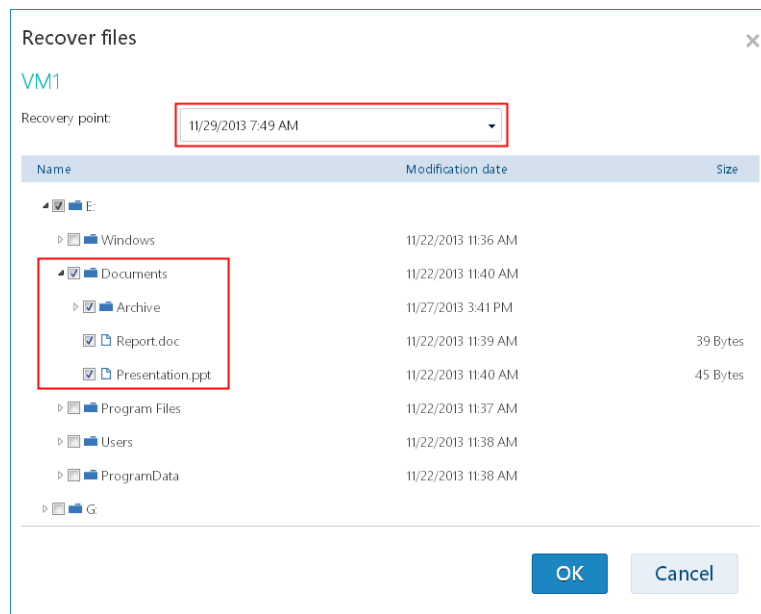 Recover files
VM1
Recovery point: 11/29/2013 7:49 AM
Name Modification date Size
E:
Windows 11/22/2013 11:36 AM
Documents 11/22/2013 11:40 AM
Archive 11/27/2013 3:41 PM
Report.doc 11/22/2013 11:39 AM 39 Bytes
Presentation.ppt 11/22/2013 11:40 AM 45 Bytes
Program Files 11/22/2013 11:37 AM
Users 11/22/2013 11:38 AM
ProgramData 11/22/2013 11:38 AM
G:
OK Cancel